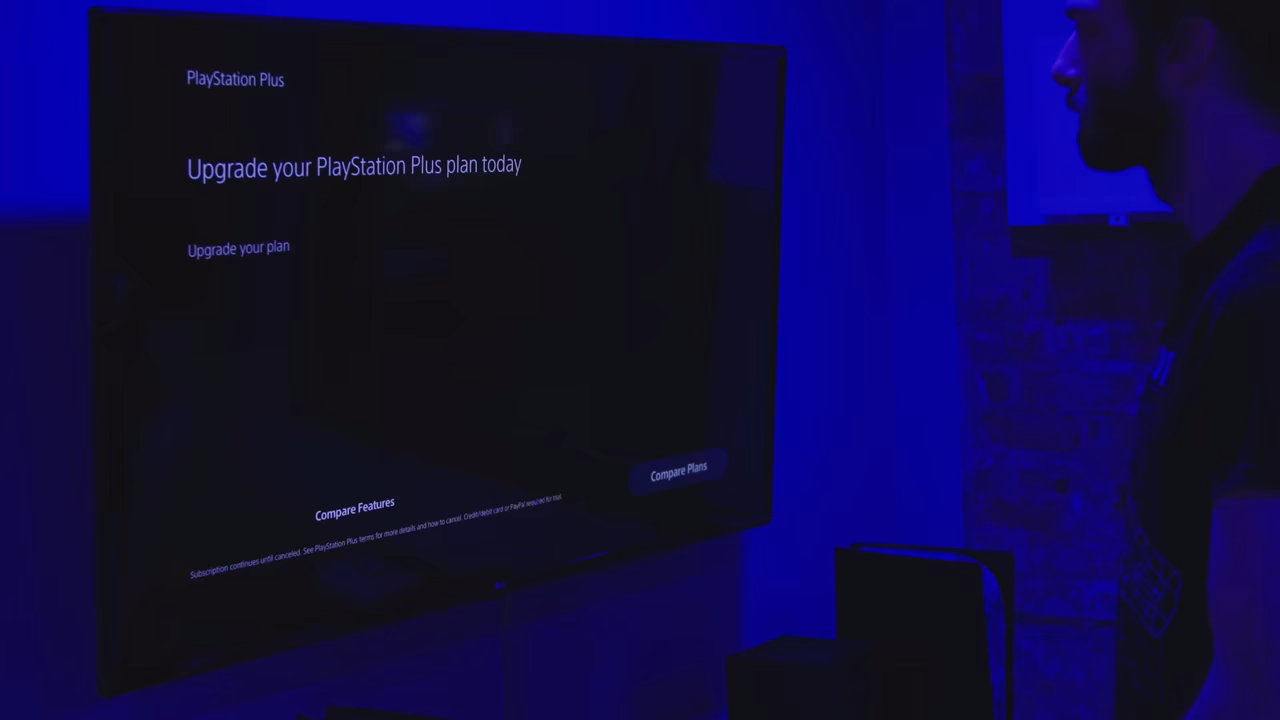 PlayStation Plus
Upgrade your PlayStation Plus plan today
Upgrade your plan
Compare Plans
Compare Features
Subscription continues until canceled. See PlayStation Plus terms for more details and how to cancel. Credit/debit card or PayPal required for trial